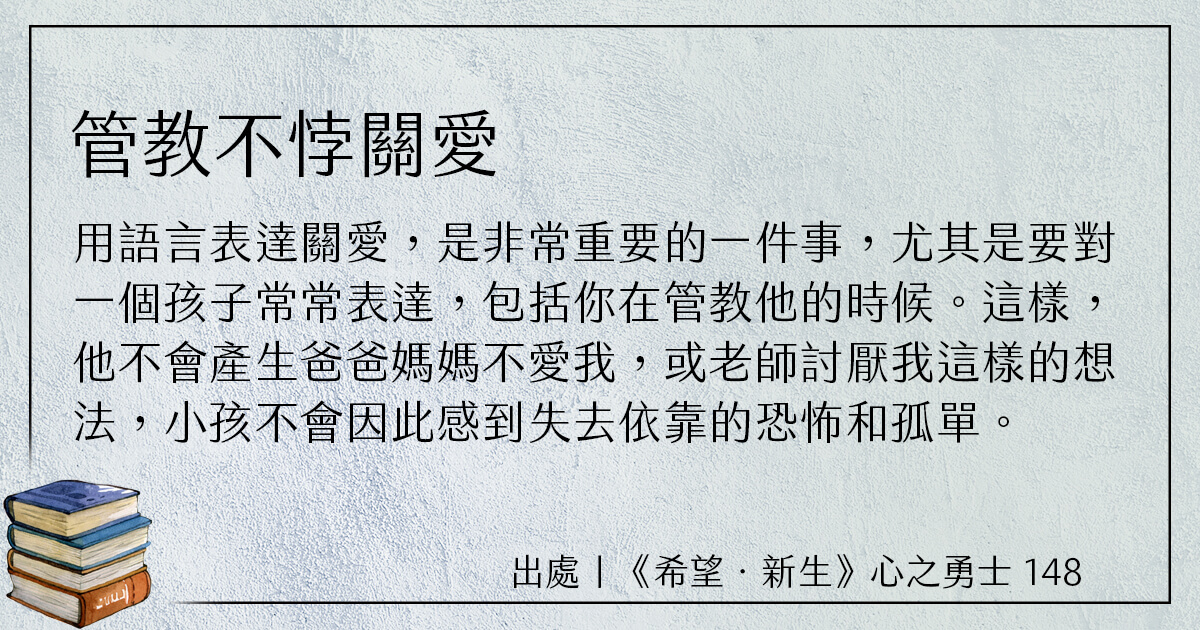 管教不悖關愛
用語言表達關愛，是非常重要的一件事，尤其是要對
一個孩子常常表達，包括你在管教他的時候。這樣，
他不會產生爸爸媽媽不愛我，或老師討厭我這樣的想
法，小孩不會因此感到失去依靠的恐怖和孤單。
出處丨《希望．新生》心之勇士 148